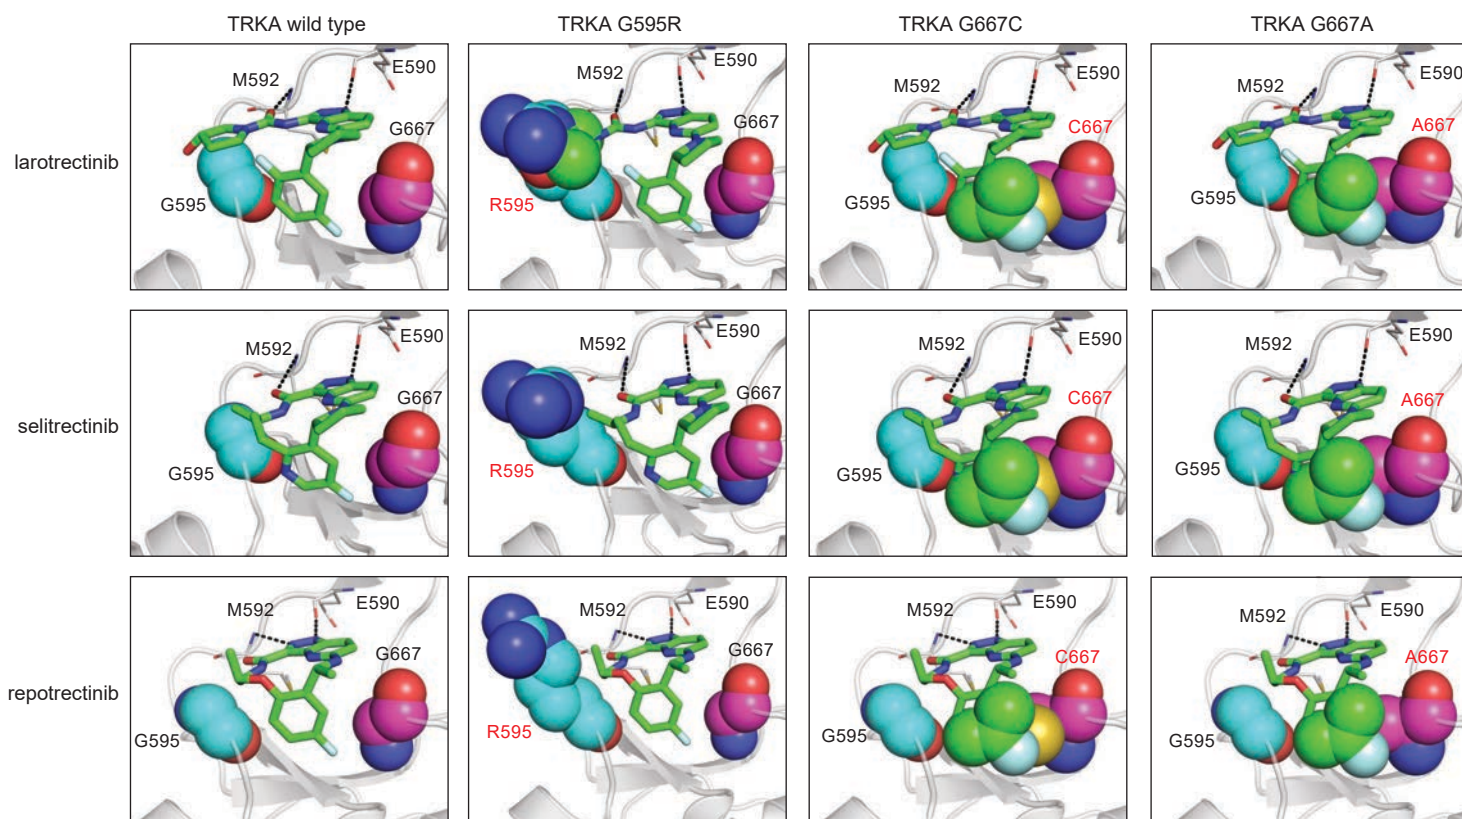 TRKA wild type
TRKA G595R
TRKA G667C
TRKA G667A
larotrectinib
M592
E590
G667
G595
M592
E590
G667
R595
M592
E590
C667
G595
M592
E590
A667
G595
selitrectinib
M592
E590
G667
G595
M592
E590
G667
R595
M592
E590
C667
G595
M592
E590
A667
G595
repotrectinib
M592
E590
G667
G595
M592
E590
G667
R595
M592
E590
C667
G595
M592
E590
A667
G595